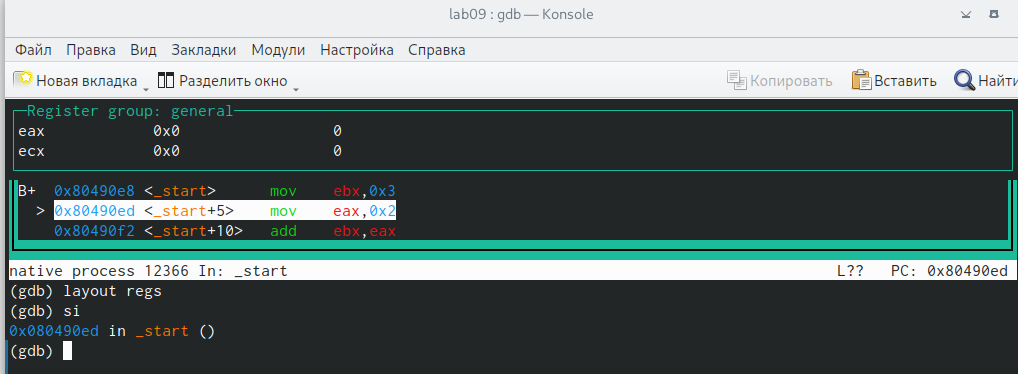 lab09 : gdb — Konsole
Файл Правка Вид Закладки Модули Настройка Справка
Новая вкладка Разделить окно Копировать Вставить Найти
Register group: general
eax 0x0 0
ecx 0x0 0
B+ 0x80490e8 <_start> mov ebx,0x3
> 0x80490ed <_start+5> mov eax,0x2
0x80490f2 <_start+10> add ebx,eax
native process 12366 In: _start L?? PC: 0x80490ed
(gdb) layout regs
(gdb) si
0x080490ed in _start ()
(gdb)